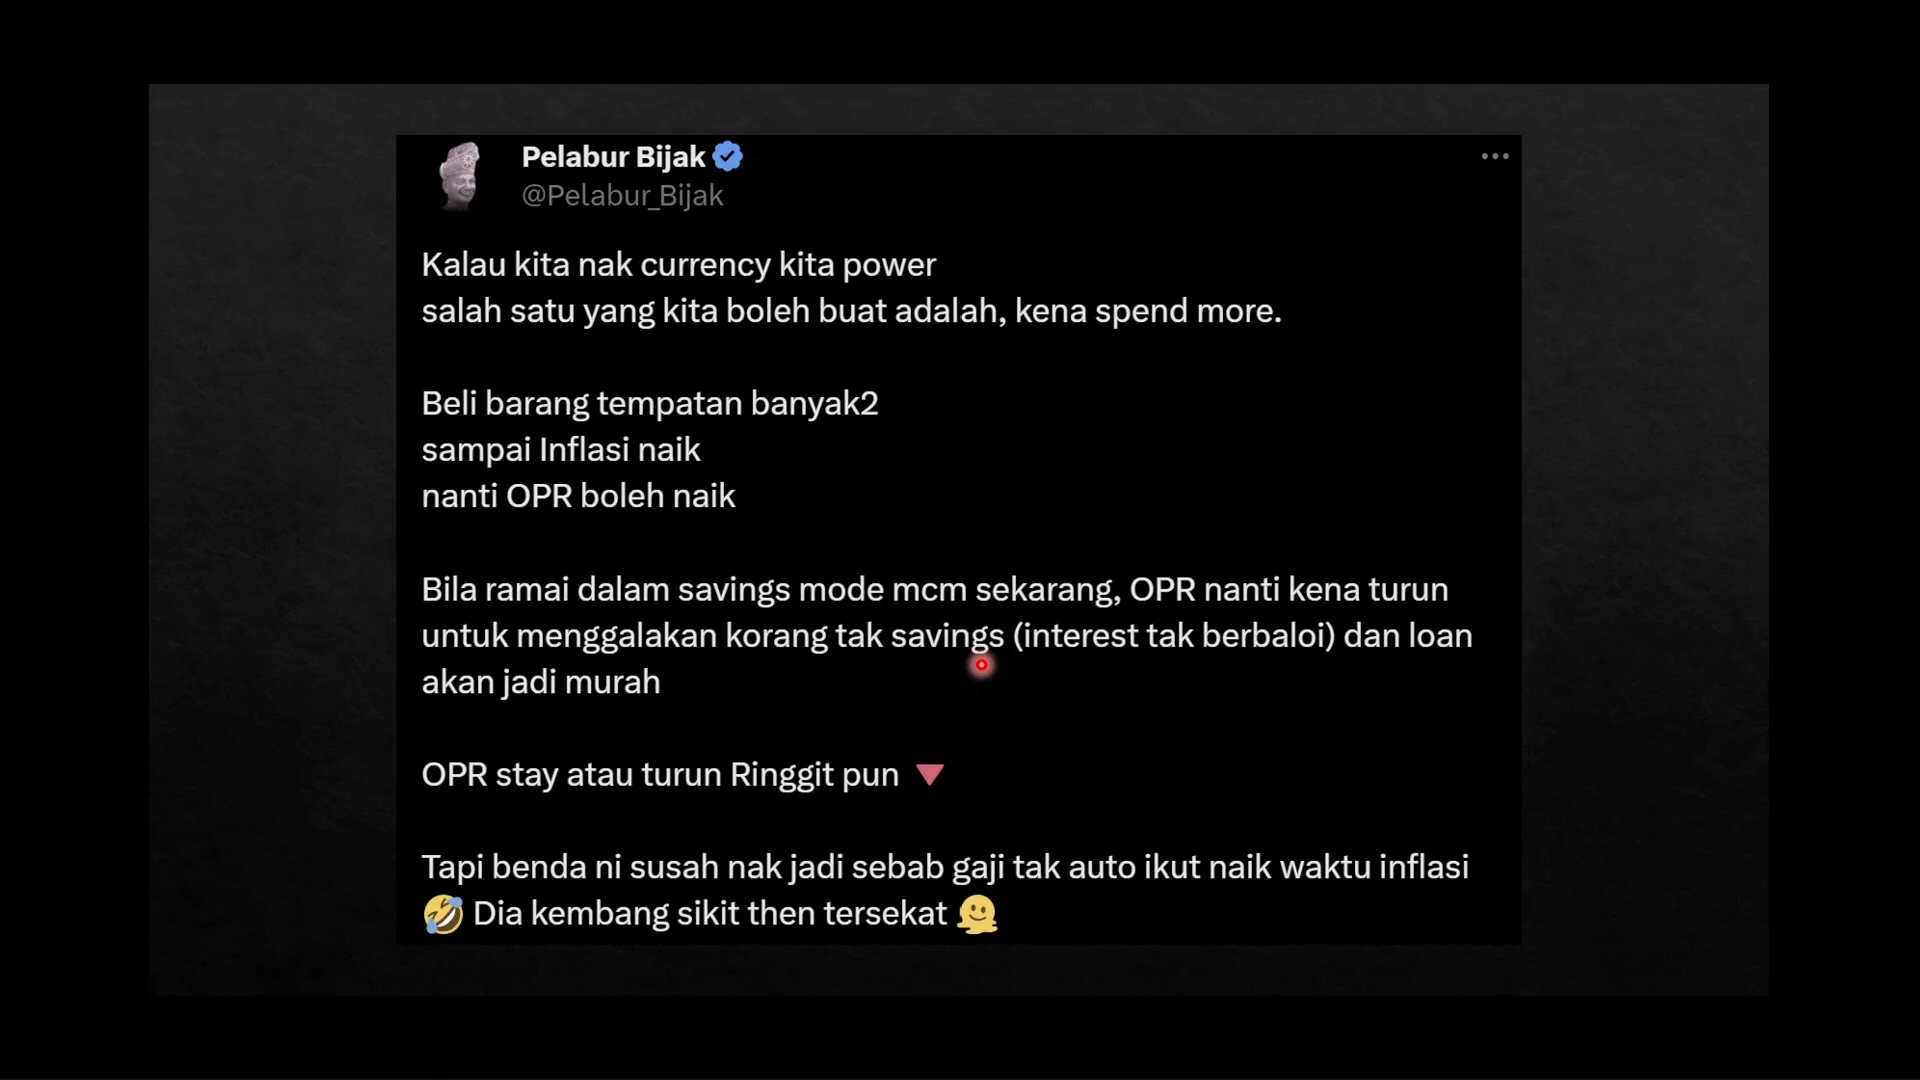 Pelabur Bijak
@Pelabur_Bijak
Kalau kita nak currency kita power
salah satu yang kita boleh buat adalah, kena spend more.
Beli barang tempatan banyak2
sampai Inflasi naik
nanti OPR boleh naik
Bila ramai dalam savings mode mcm sekarang, OPR nanti kena turun
untuk menggalakan korang tak savings (interest tak berbaloi) dan loan
akan jadi murah
OPR stay atau turun Ringgit pun 🔻
Tapi benda ni susah nak jadi sebab gaji tak auto ikut naik waktu inflasi
🤣 Dia kembang sikit then tersekat 🫠